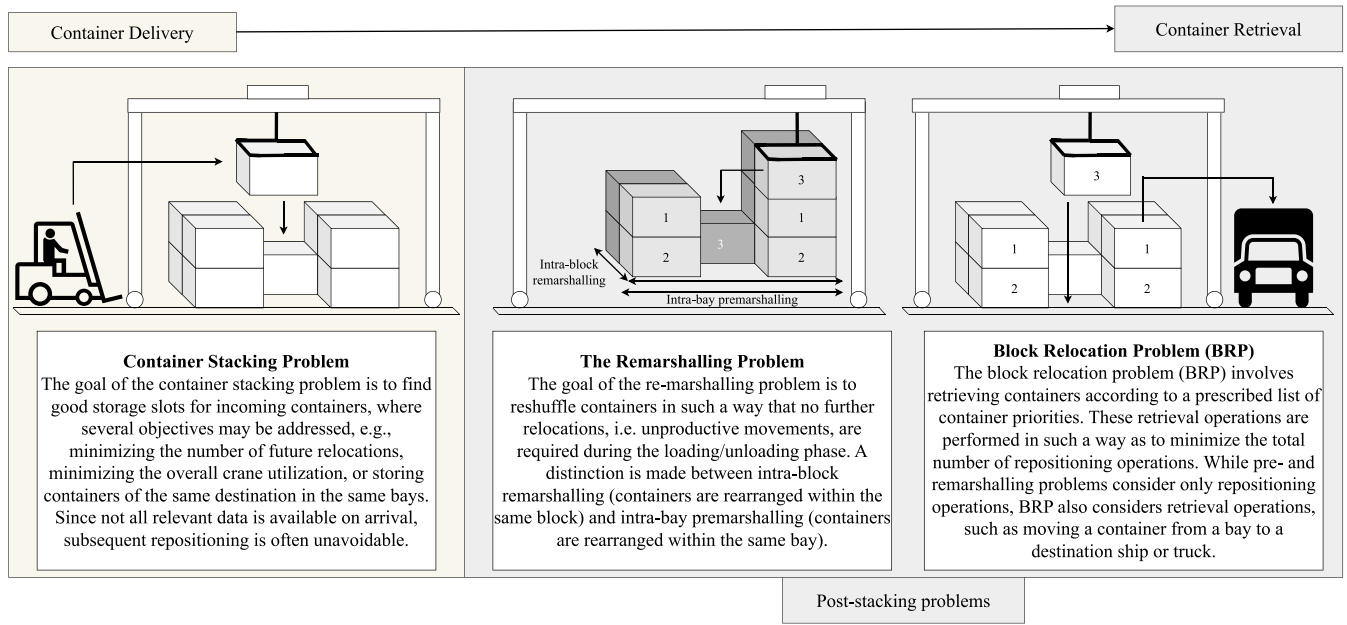 Container Delivery
Container Retrieval
3
1
2
3
3
1
2
Intra-block
remarshalling
Intra-bay premarshalling
3
1
2
1
2
Container Stacking Problem
The goal of the container stacking problem is to find
good storage slots for incoming containers, where
several objectives may be addressed, e.g.,
minimizing the number of future relocations,
minimizing the overall crane utilization, or storing
containers of the same destination in the same bays.
Since not all relevant data is available on arrival,
subsequent repositioning is often unavoidable.
The Remarshalling Problem
The goal of the re-marshalling problem is to
reshuffle containers in such a way that no further
relocations, i.e. unproductive movements, are
required during the loading/unloading phase. A
distinction is made between intra-block
remarshalling (containers are rearranged within the
same block) and intra-bay premarshalling (containers
are rearranged within the same bay).
Block Relocation Problem (BRP)
The block relocation problem (BRP) involves
retrieving containers according to a prescribed list of
container priorities. These retrieval operations are
performed in such a way as to minimize the total
number of repositioning operations. While pre- and
remarshalling problems consider only repositioning
operations, BRP also considers retrieval operations,
such as moving a container from a bay to a
destination ship or truck.
Post-stacking problems